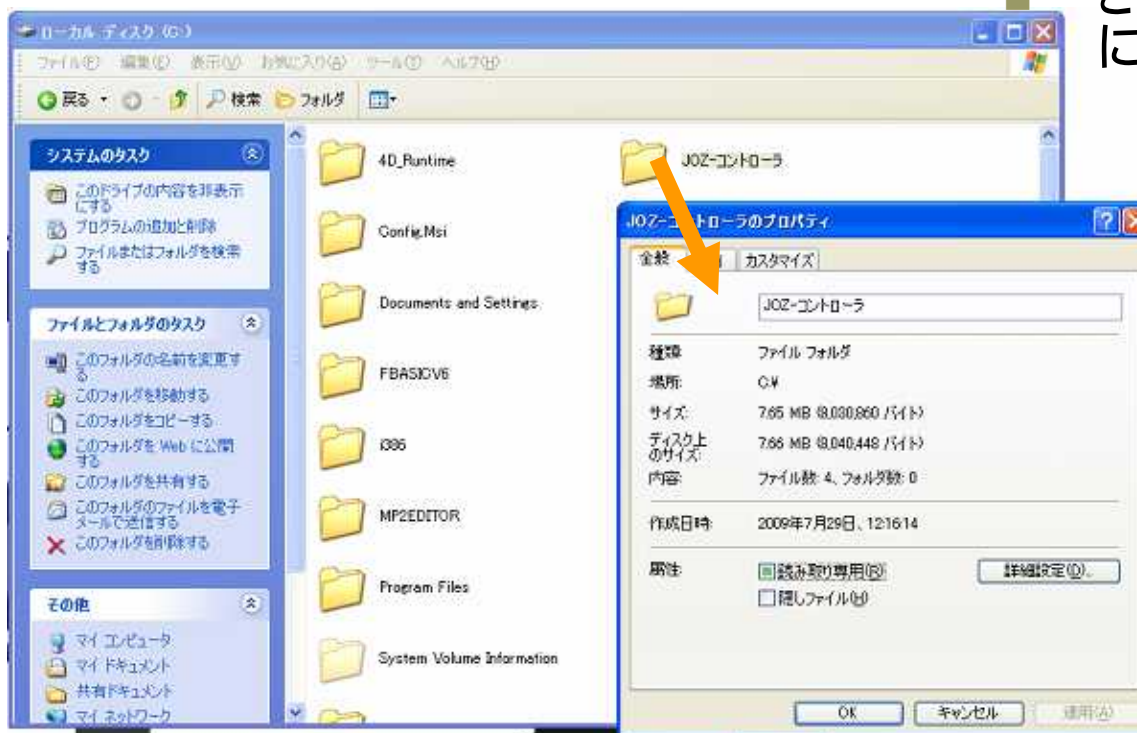 に
ローカル ディスク (C:)
ファイル(F) 編集(E) 表示(V) お気に入り(A) ツール(T) ヘルプ(H)
戻る 検索 フォルダ
システムのタスク
このドライブの内容を非表示
にする
プログラムの追加と削除
ファイルまたはフォルダを検索
する
ファイルとフォルダのタスク
このフォルダの名前を変更す
る
このフォルダを移動する
このフォルダをコピーする
このフォルダを Web に公開
する
このフォルダを共有する
このフォルダのファイルを電子
メールで送信する
このフォルダを削除する
その他
マイ コンピュータ
マイ ドキュメント
共有ドキュメント
マイ ネットワーク
4D_Runtime
Config.Msi
Documents and Settings
FBASICV6
i386
MP2EDITOR
Program Files
System Volume Information
JOZ-コントローラ
JOZ-コントローラのプロパティ
全般 カスタマイズ
JOZ-コントローラ
種類: ファイル フォルダ
場所: C:¥
サイズ: 7.65 MB (8,030,860 バイト)
ディスク上
のサイズ: 7.66 MB (8,040,448 バイト)
内容: ファイル数: 4、フォルダ数: 0
作成日時: 2009年7月29日、12:16:14
属性: 読み取り専用(R) 詳細設定(D)...
隠しファイル(H)
OK キャンセル 適用(A)